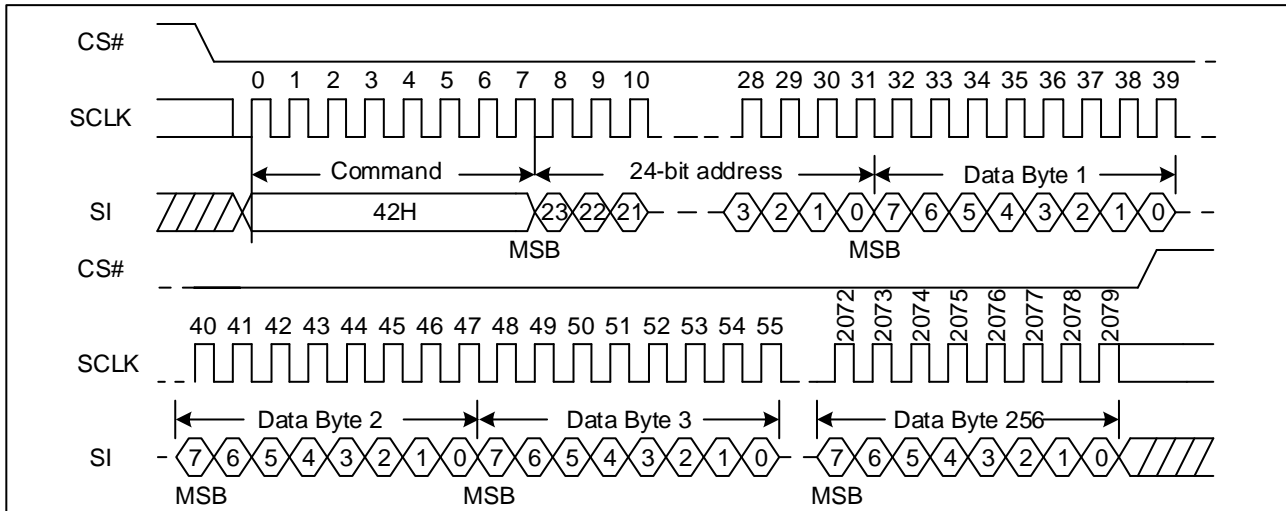 CS#
0 1 2 3 4 5 6 7 8 9 10 28 29 30 31 32 33 34 35 36 37 38 39
SCLK
Command 24-bit address Data Byte 1
SI 42H 23 22 21 3 2 1 0 7 6 5 4 3 2 1 0
MSB MSB
CS#
40 41 42 43 44 45 46 47 48 49 50 51 52 53 54 55 2072 2073 2074 2075 2076 2077 2078 2079
SCLK
Data Byte 2 Data Byte 3 Data Byte 256
SI 7 6 5 4 3 2 1 0 7 6 5 4 3 2 1 0 7 6 5 4 3 2 1 0
MSB MSB MSB